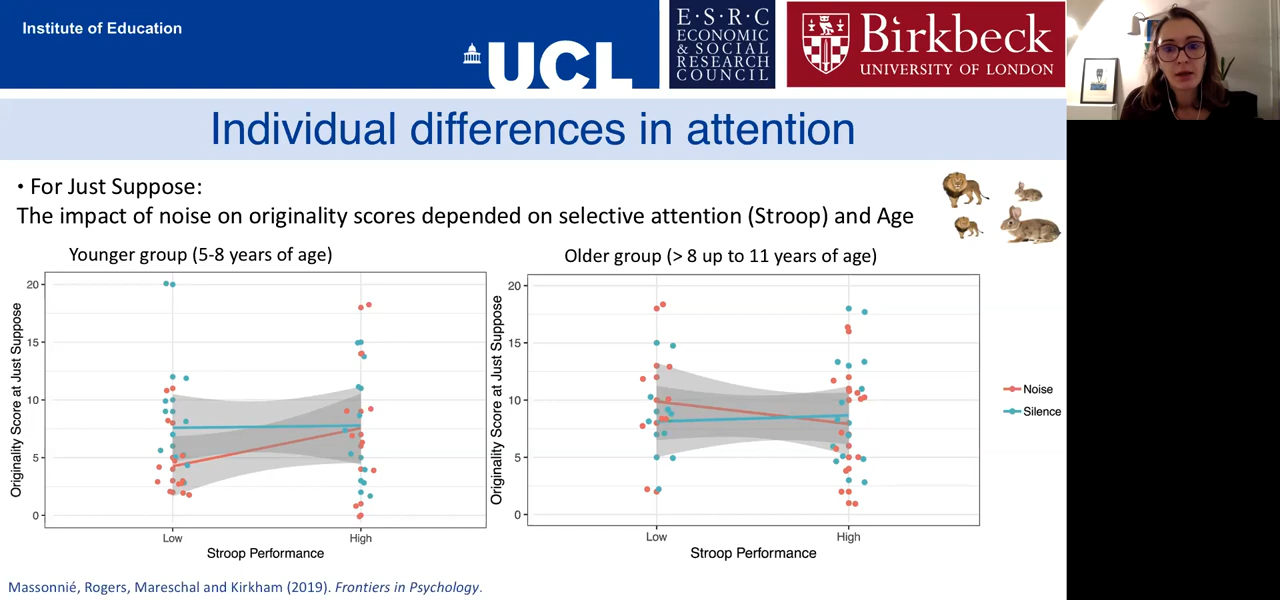 Institute of Education
UCL
E·S·R·C
ECONOMIC
& SOCIAL
RESEARCH
COUNCIL
Birkbeck
UNIVERSITY OF LONDON
Individual differences in attention
• For Just Suppose:
The impact of noise on originality scores depended on selective attention (Stroop) and Age
Younger group (5-8 years of age)
Originality Score at Just Suppose
20
15
10
5
0
Low
High
Stroop Performance
Older group (> 8 up to 11 years of age)
Originality Score at Just Suppose
20
15
10
5
0
Low
High
Stroop Performance
Noise
Silence
Massonnié, Rogers, Mareschal and Kirkham (2019). Frontiers in Psychology.